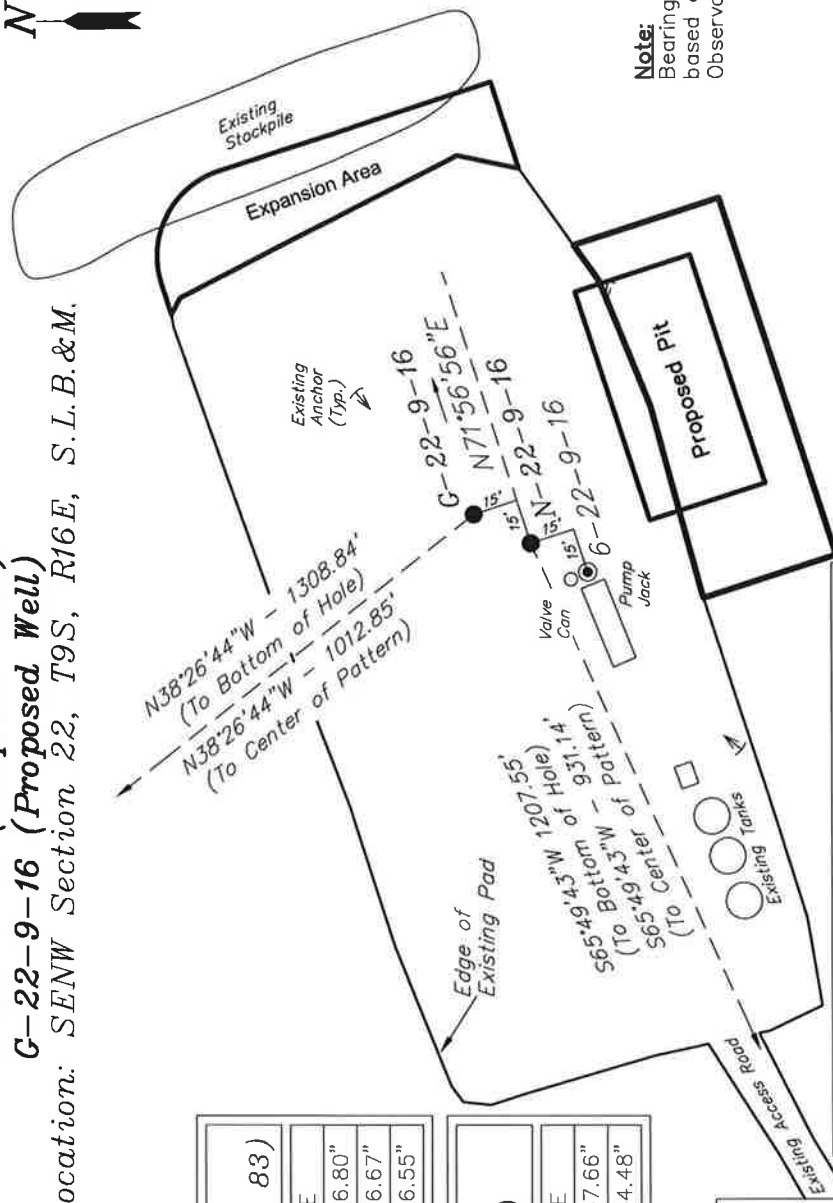 N
G-22-9-16 (Proposed Well)
ocation: SENW Section 22, T9S, R16E, S.L.B.&M.
Existing
Stockpile
Expansion Area
Note:
Bearing
based
Observa
Existing
Anchor
(Typ.)
G-22-9-16
N71°56'56"E
N-22-9-16
6-22-9-16
15'
15'
15'
15'
Valve
Can
Pump
Jack
Proposed Pit
N38°26'44"W - 1308.84'
(To Bottom of Hole)
N38°26'44"W - 1012.85'
(To Center of Pattern)
S65°49'43"W 1207.55'
(To Bottom of Hole)
S65°49'43"W - 931.14'
(To Center of Pattern)
Edge of
Existing Pad
Existing Tanks
Existing Access Road
83)
E
6.80"
6.67"
6.55"
)
E
7.66"
4.48"